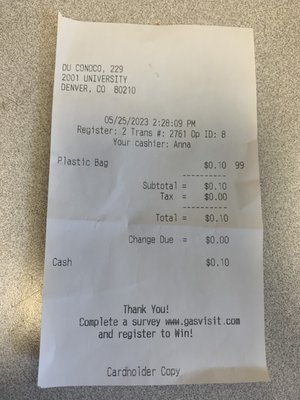 DU CONOCO, 229
2001 UNIVERSITY
DENVER, CO 80210
05/25/2023 2:28:09 PM
Register: 2 Trans #: 2761 Op ID: 8
Your cashier: Anna
Plastic Bag $0.10 99
----------
Subtotal = $0.10
Tax = $0.00
----------
Total = $0.10
Change Due = $0.00
Cash $0.10
Thank You!
Complete a survey www.gasvisit.com
and register to Win!
Cardholder Copy